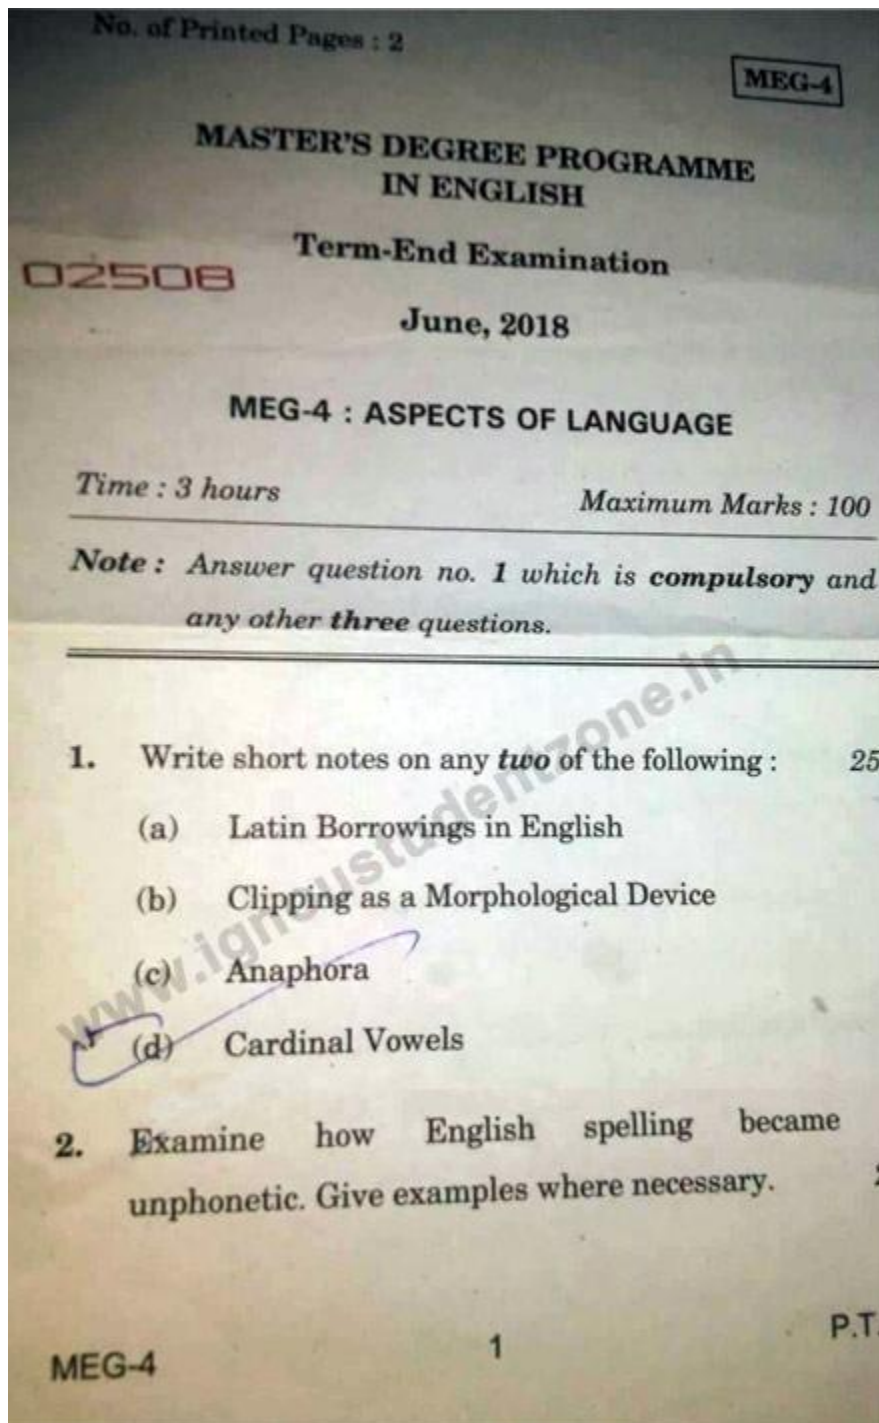 No. of Printed Pages : 2
MEG-4
MASTER'S DEGREE PROGRAMME
IN ENGLISH
Term-End Examination
02508
June, 2018
MEG-4 : ASPECTS OF LANGUAGE
Time : 3 hours
Maximum Marks : 100
Note : Answer question no. 1 which is compulsory and
any other three questions.
1. Write short notes on any two of the following : 25
(a) Latin Borrowings in English
(b) Clipping as a Morphological Device
(c) Anaphora
(d) Cardinal Vowels
2. Examine how English spelling became
unphonetic. Give examples where necessary.
MEG-4
1
P.T.
www.ignoustudentzone.in